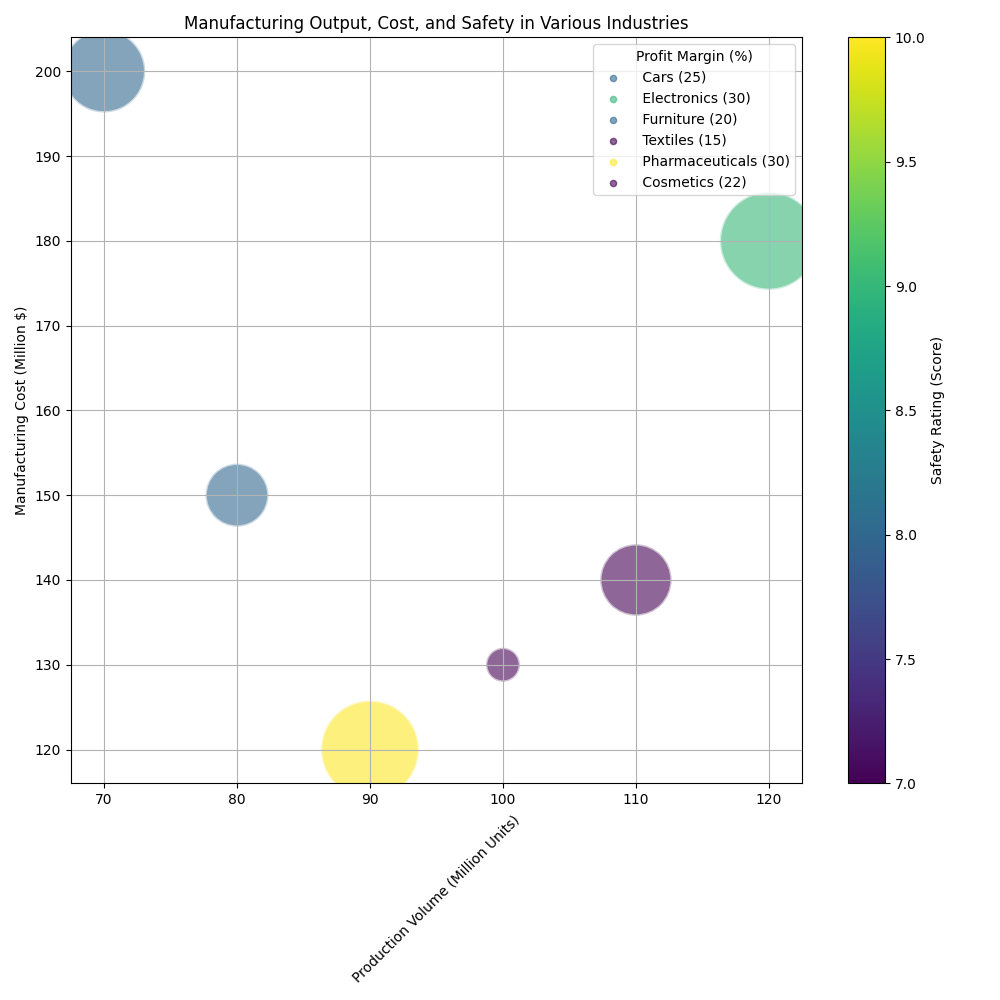 Manufacturing Output, Cost, and Safety in Various Industries
Profit Margin (%)
Cars (25)
Electronics (30)
Furniture (20)
Textiles (15)
Pharmaceuticals (30)
Cosmetics (22)
Manufacturing Cost (Million $)
200
190
180
170
160
150
140
130
120
70 80 90 100 110 120
Production Volume (Million Units)
10.0
9.5
9.0
8.5
8.0
7.5
7.0
Safety Rating (Score)